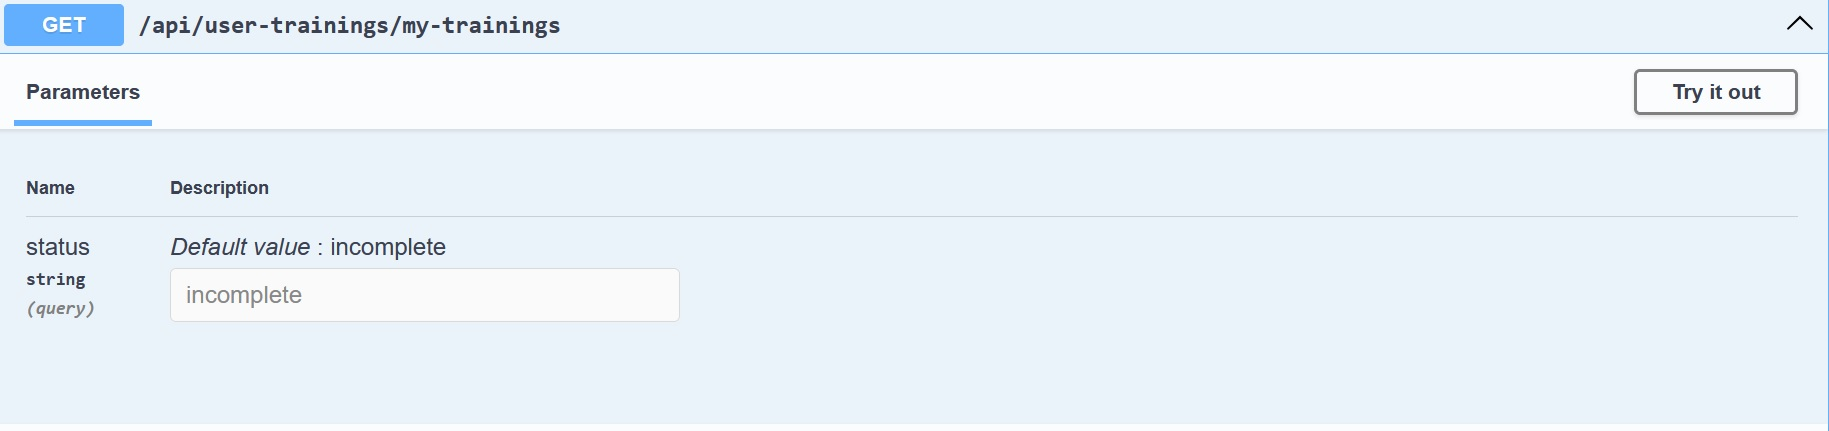 GET /api/user-trainings/my-trainings
Parameters
Try it out
Name Description
status Default value : incomplete
string
incomplete
(query)